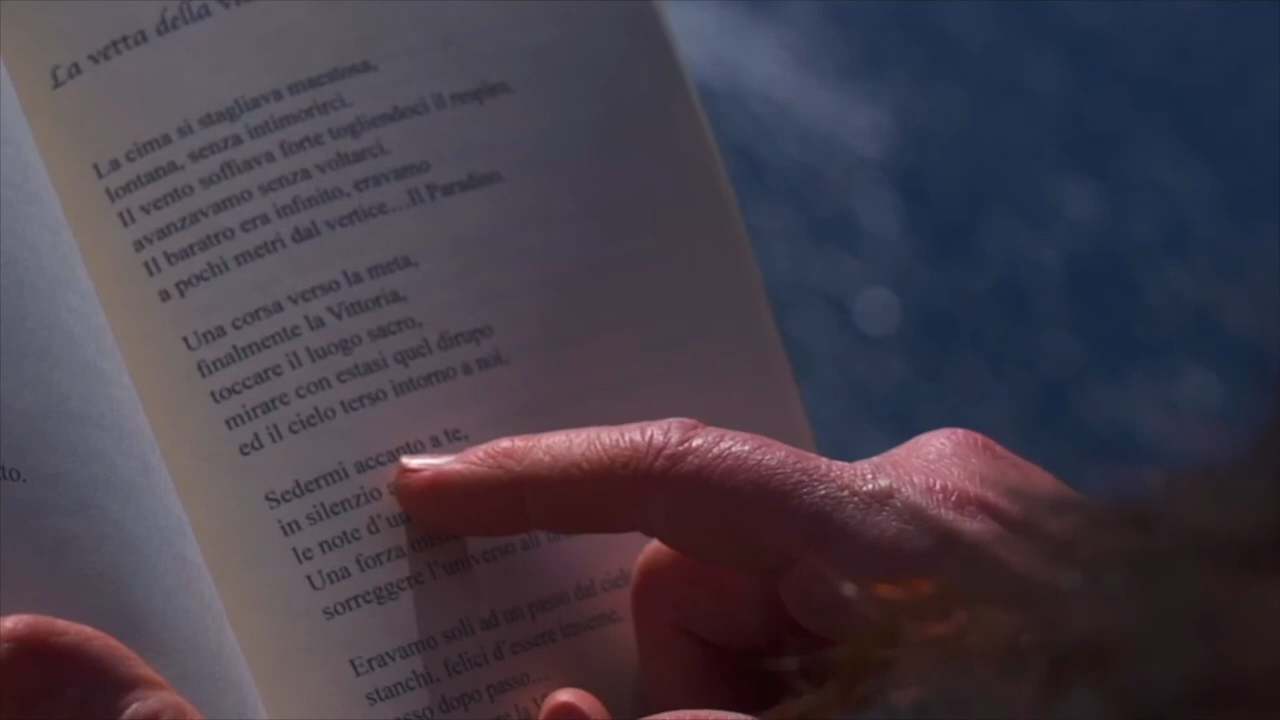 La vetta della
La cima si stagliava maestosa,
lontana, senza intimorirci.
Il vento soffiava forte togliendoci il respiro,
avanzavamo senza voltarci.
Il baratro era infinito, eravamo
a pochi metri dal vertice...Il Paradiso.
Una corsa verso la meta,
finalmente la Vittoria,
toccare il luogo sacro,
mirare con estasi quel dirupo
ed il cielo terso intorno a noi.
Sedermi accanto a te,
in silenzio
le note d'un
Una forza
sorreggere l'universo
to.
Eravamo soli ad un passo dal cielo
stanchi, felici d'essere insieme.
passo dopo passo...
la